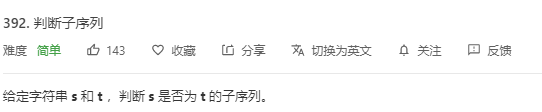 392. 判断子序列
难度 简单 143 收藏 分享 切换为英文 关注 反馈
给定字符串 s 和 t ，判断 s 是否为 t 的子序列。